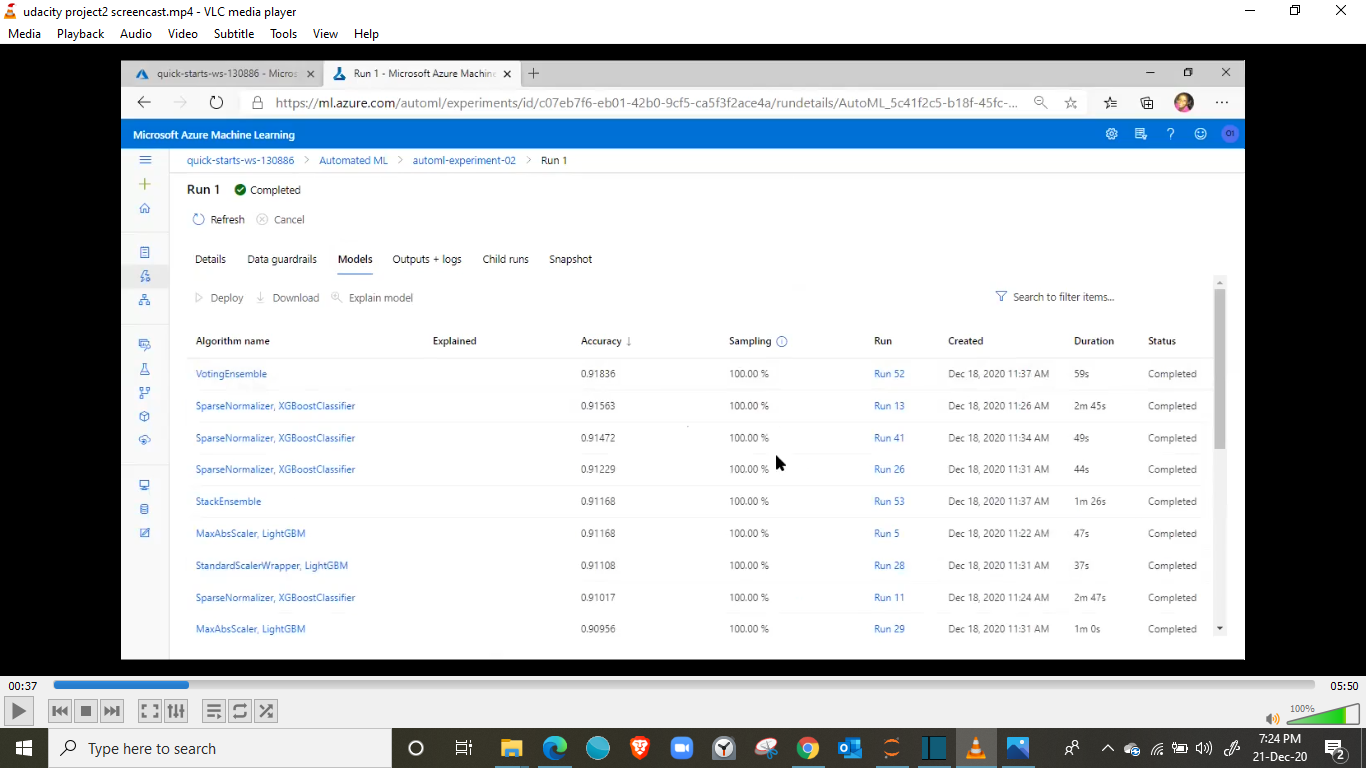 udacity project2 screencast.mp4 - VLC media player
Media Playback Audio Video Subtitle Tools View Help
quick-starts-ws-130886 - Micros Run 1 - Microsoft Azure Machine
https://ml.azure.com/automl/experiments/id/c07eb7f6-eb01-42b0-9cf5-ca5f3f2ace4a/rundetails/AutoML_5c41f2c5-b18f-45fc-...
Microsoft Azure Machine Learning
quick-starts-ws-130886 > Automated ML > automl-experiment-02 > Run 1
Run 1 Completed
Refresh Cancel
Details Data guardrails Models Outputs + logs Child runs Snapshot
Deploy Download Explain model Search to filter items...
Algorithm name Explained Accuracy ↓ Sampling Run Created Duration Status
VotingEnsemble 0.91836 100.00 % Run 52 Dec 18, 2020 11:37 AM 59s Completed
SparseNormalizer, XGBoostClassifier 0.91563 100.00 % Run 13 Dec 18, 2020 11:26 AM 2m 45s Completed
SparseNormalizer, XGBoostClassifier 0.91472 100.00 % Run 41 Dec 18, 2020 11:34 AM 49s Completed
SparseNormalizer, XGBoostClassifier 0.91229 100.00 % Run 26 Dec 18, 2020 11:31 AM 44s Completed
StackEnsemble 0.91168 100.00 % Run 53 Dec 18, 2020 11:37 AM 1m 26s Completed
MaxAbsScaler, LightGBM 0.91168 100.00 % Run 5 Dec 18, 2020 11:22 AM 47s Completed
StandardScalerWrapper, LightGBM 0.91108 100.00 % Run 28 Dec 18, 2020 11:31 AM 37s Completed
SparseNormalizer, XGBoostClassifier 0.91017 100.00 % Run 11 Dec 18, 2020 11:24 AM 2m 47s Completed
MaxAbsScaler, LightGBM 0.90956 100.00 % Run 29 Dec 18, 2020 11:31 AM 1m 0s Completed
00:37 05:50
100%
Type here to search
7:24 PM
21-Dec-20
2